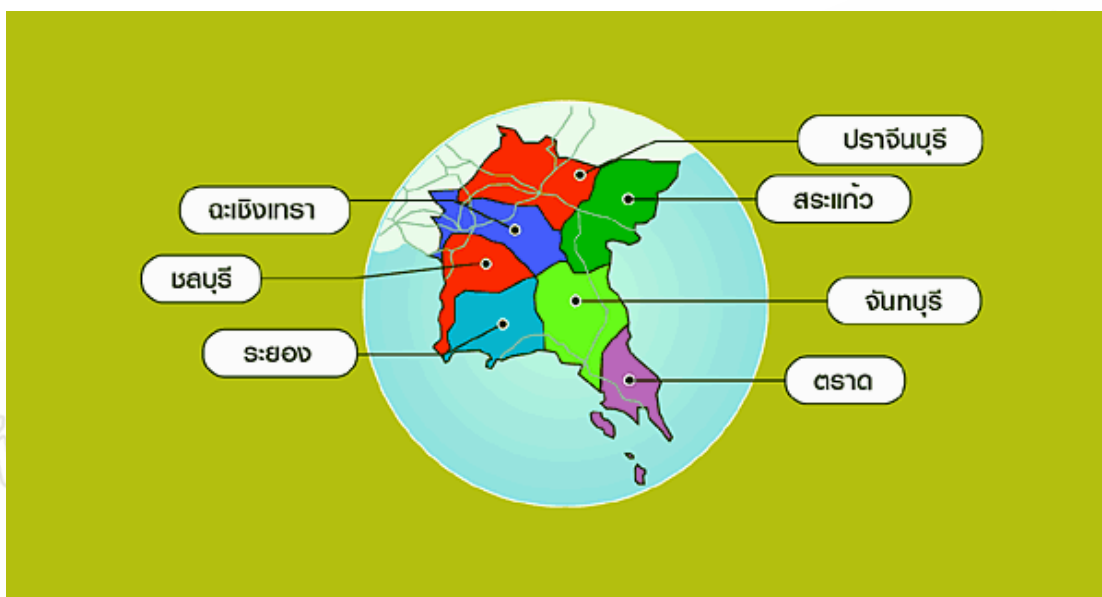 ปราจีนบุรี
สระแก้ว
ฉะเชิงเทรา
ชลบุรี
จันทบุรี
ระยอง
ตราด